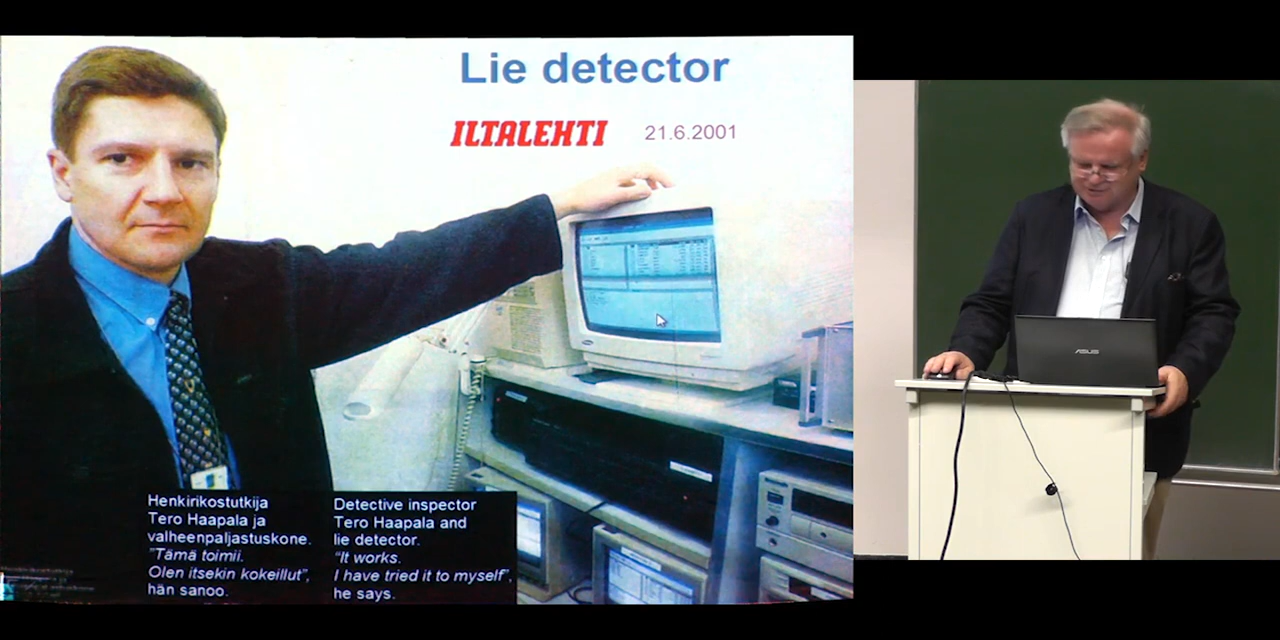 Lie detector
ILTALEHTI 21.6.2001
Henkirikostutkija
Tero Haapala ja
valheenpaljastuskone.
"Tämä toimii.
Olen itsekin kokeillut",
hän sanoo.
Detective inspector
Tero Haapala and
lie detector.
"It works.
I have tried it to myself",
he says.
ASUS